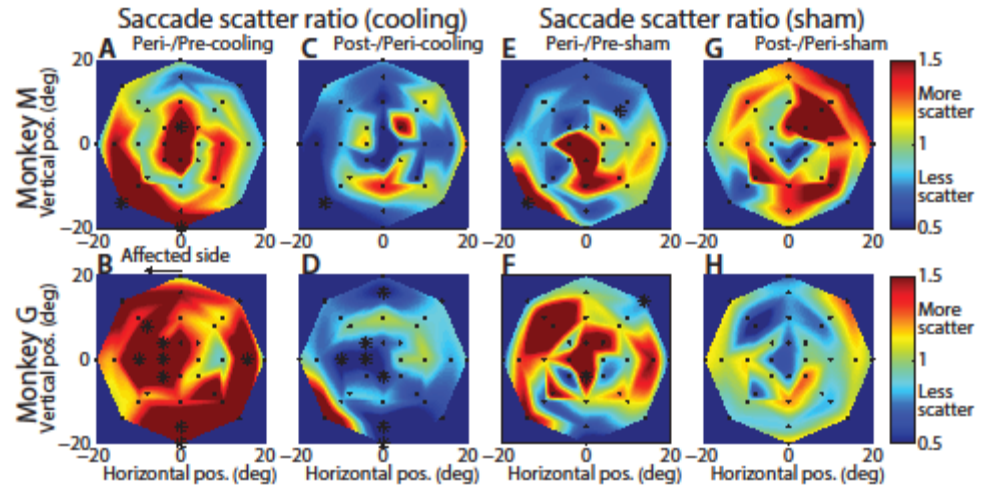 Saccade scatter ratio (cooling) Saccade scatter ratio (sham)
A Peri-/Pre-cooling C Post-/Peri-cooling E Peri-/Pre-sham G Post-/Peri-sham
Monkey M
Vertical pos. (deg)
20
0
-20
-20 0 20 -20 0 20 -20 0 20 -20 0 20
1.5
More
scatter
1
Less
scatter
0.5
Affected side
B D F H
Monkey G
Vertical pos. (deg)
20
0
-20
-20 0 20 -20 0 20 -20 0 20 -20 0 20
Horizontal pos. (deg) Horizontal pos. (deg) Horizontal pos. (deg) Horizontal pos. (deg)
1.5
More
scatter
1
Less
scatter
0.5